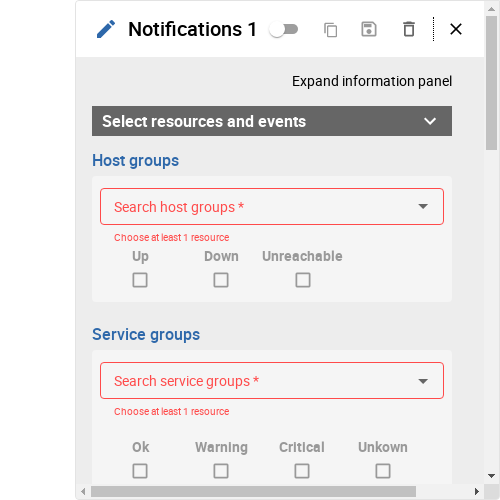 Notifications 1
Expand information panel
Select resources and events
Host groups
Search host groups *
Choose at least 1 resource
Up Down Unreachable
Service groups
Search service groups *
Choose at least 1 resource
Ok Warning Critical Unkown